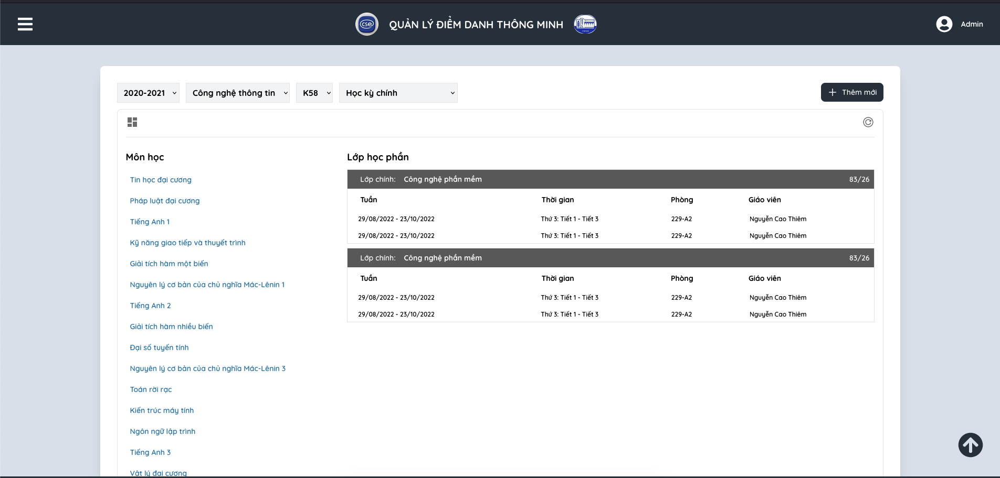 cse QUẢN LÝ ĐIỂM DANH THÔNG MINH 1959 Admin
2020-2021 Công nghệ thông tin K58 Học kỳ chính Thêm mới
Môn học
Tin học đại cương
Pháp luật đại cương
Tiếng Anh 1
Kỹ năng giao tiếp và thuyết trình
Giải tích hàm một biến
Nguyên lý cơ bản của chủ nghĩa Mác-Lênin 1
Tiếng Anh 2
Giải tích hàm nhiều biến
Đại số tuyến tính
Nguyên lý cơ bản của chủ nghĩa Mác-Lênin 3
Toán rời rạc
Kiến trúc máy tính
Ngôn ngữ lập trình
Tiếng Anh 3
Vật lý đại cương
Lớp học phần
Lớp chính: Công nghệ phần mềm 83/26
Tuần Thời gian Phòng Giáo viên
29/08/2022 - 23/10/2022 Thứ 3: Tiết 1 - Tiết 3 229-A2 Nguyễn Cao Thiêm
29/08/2022 - 23/10/2022 Thứ 3: Tiết 1 - Tiết 3 229-A2 Nguyễn Cao Thiêm
Lớp chính: Công nghệ phần mềm 83/26
Tuần Thời gian Phòng Giáo viên
29/08/2022 - 23/10/2022 Thứ 3: Tiết 1 - Tiết 3 229-A2 Nguyễn Cao Thiêm
29/08/2022 - 23/10/2022 Thứ 3: Tiết 1 - Tiết 3 229-A2 Nguyễn Cao Thiêm